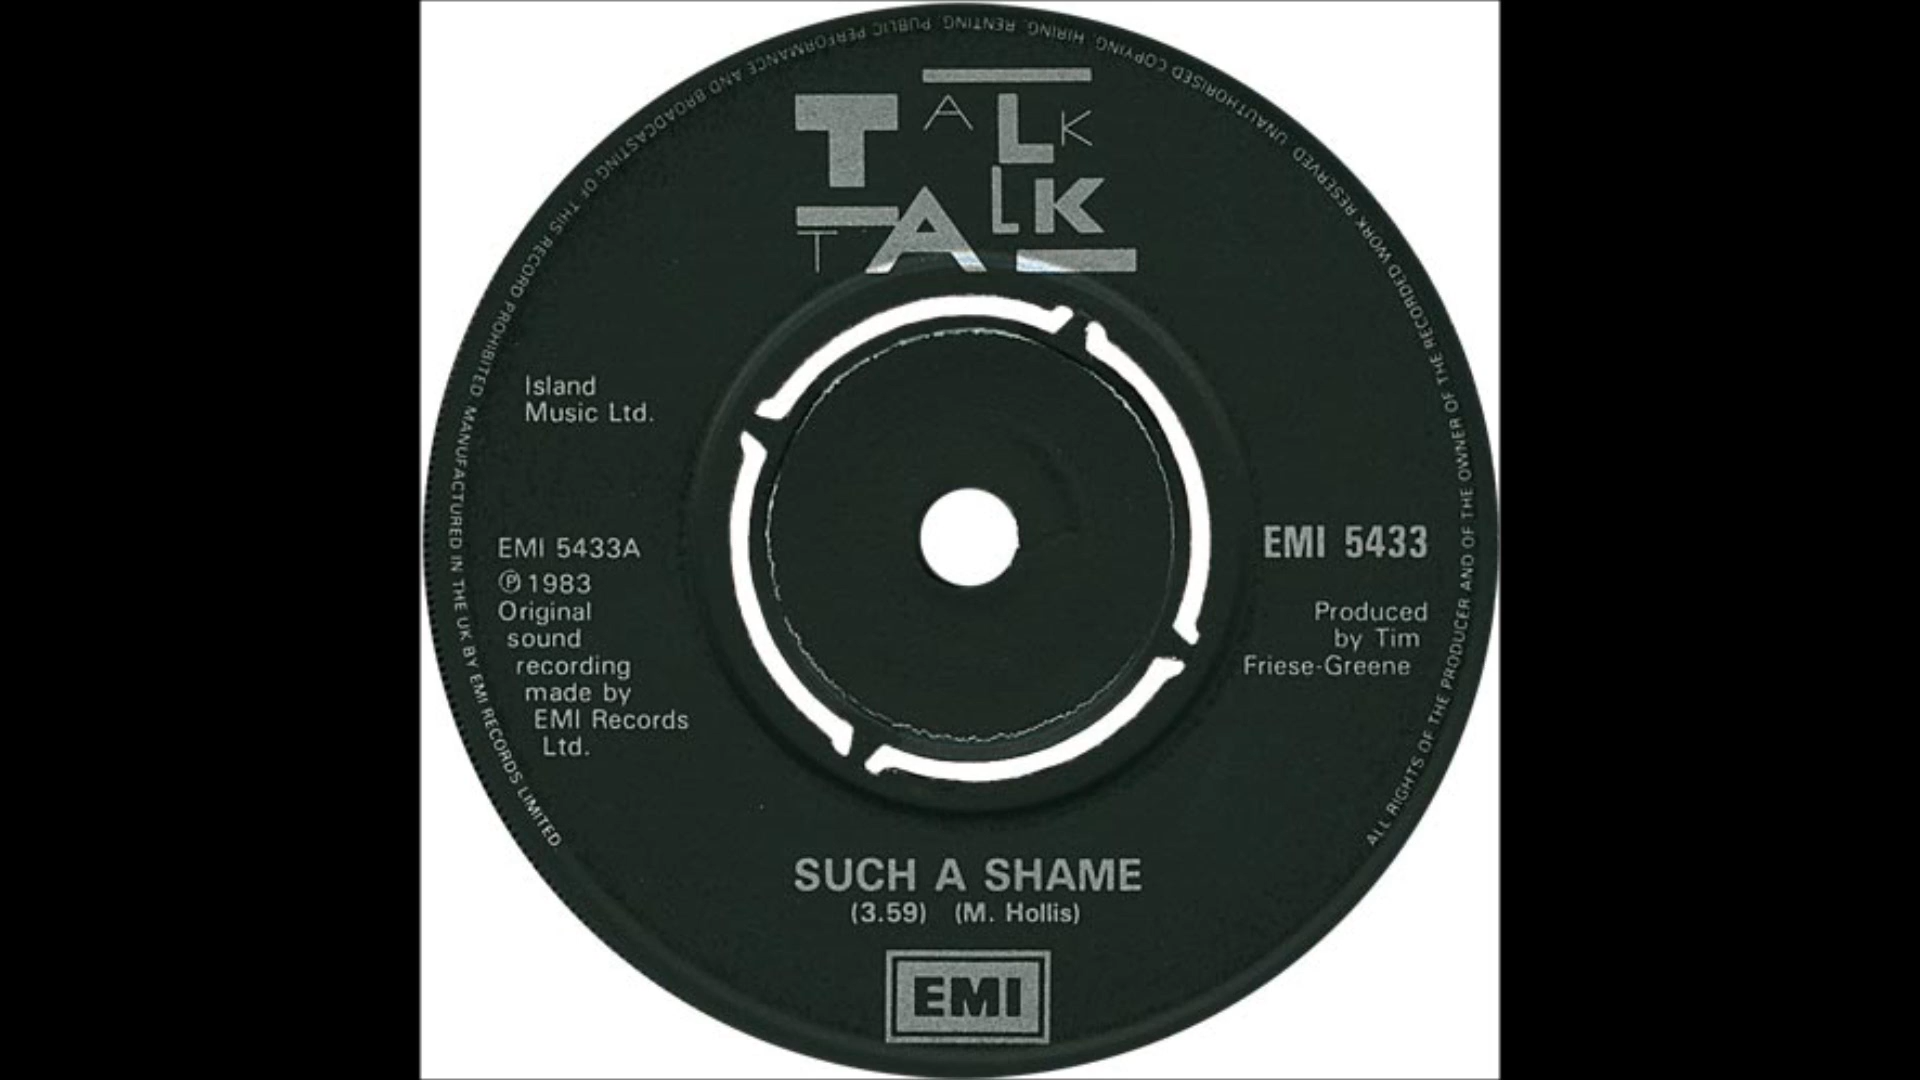 TALK
TALK
Island
Music Ltd.
EMI 5433A
Ⓟ 1983
Original
sound
recording
made by
EMI Records
Ltd.
EMI 5433
Produced
by Tim
Friese-Greene
SUCH A SHAME
(3.59) (M. Hollis)
EMI
ALL RIGHTS OF THE PRODUCER AND OF THE OWNER OF THE RECORDED WORK RESERVED. UNAUTHORISED COPYING, HIRING, RENTING, PUBLIC PERFORMANCE AND BROADCASTING OF THIS RECORD PROHIBITED. MANUFACTURED IN THE UK BY EMI RECORDS LIMITED.